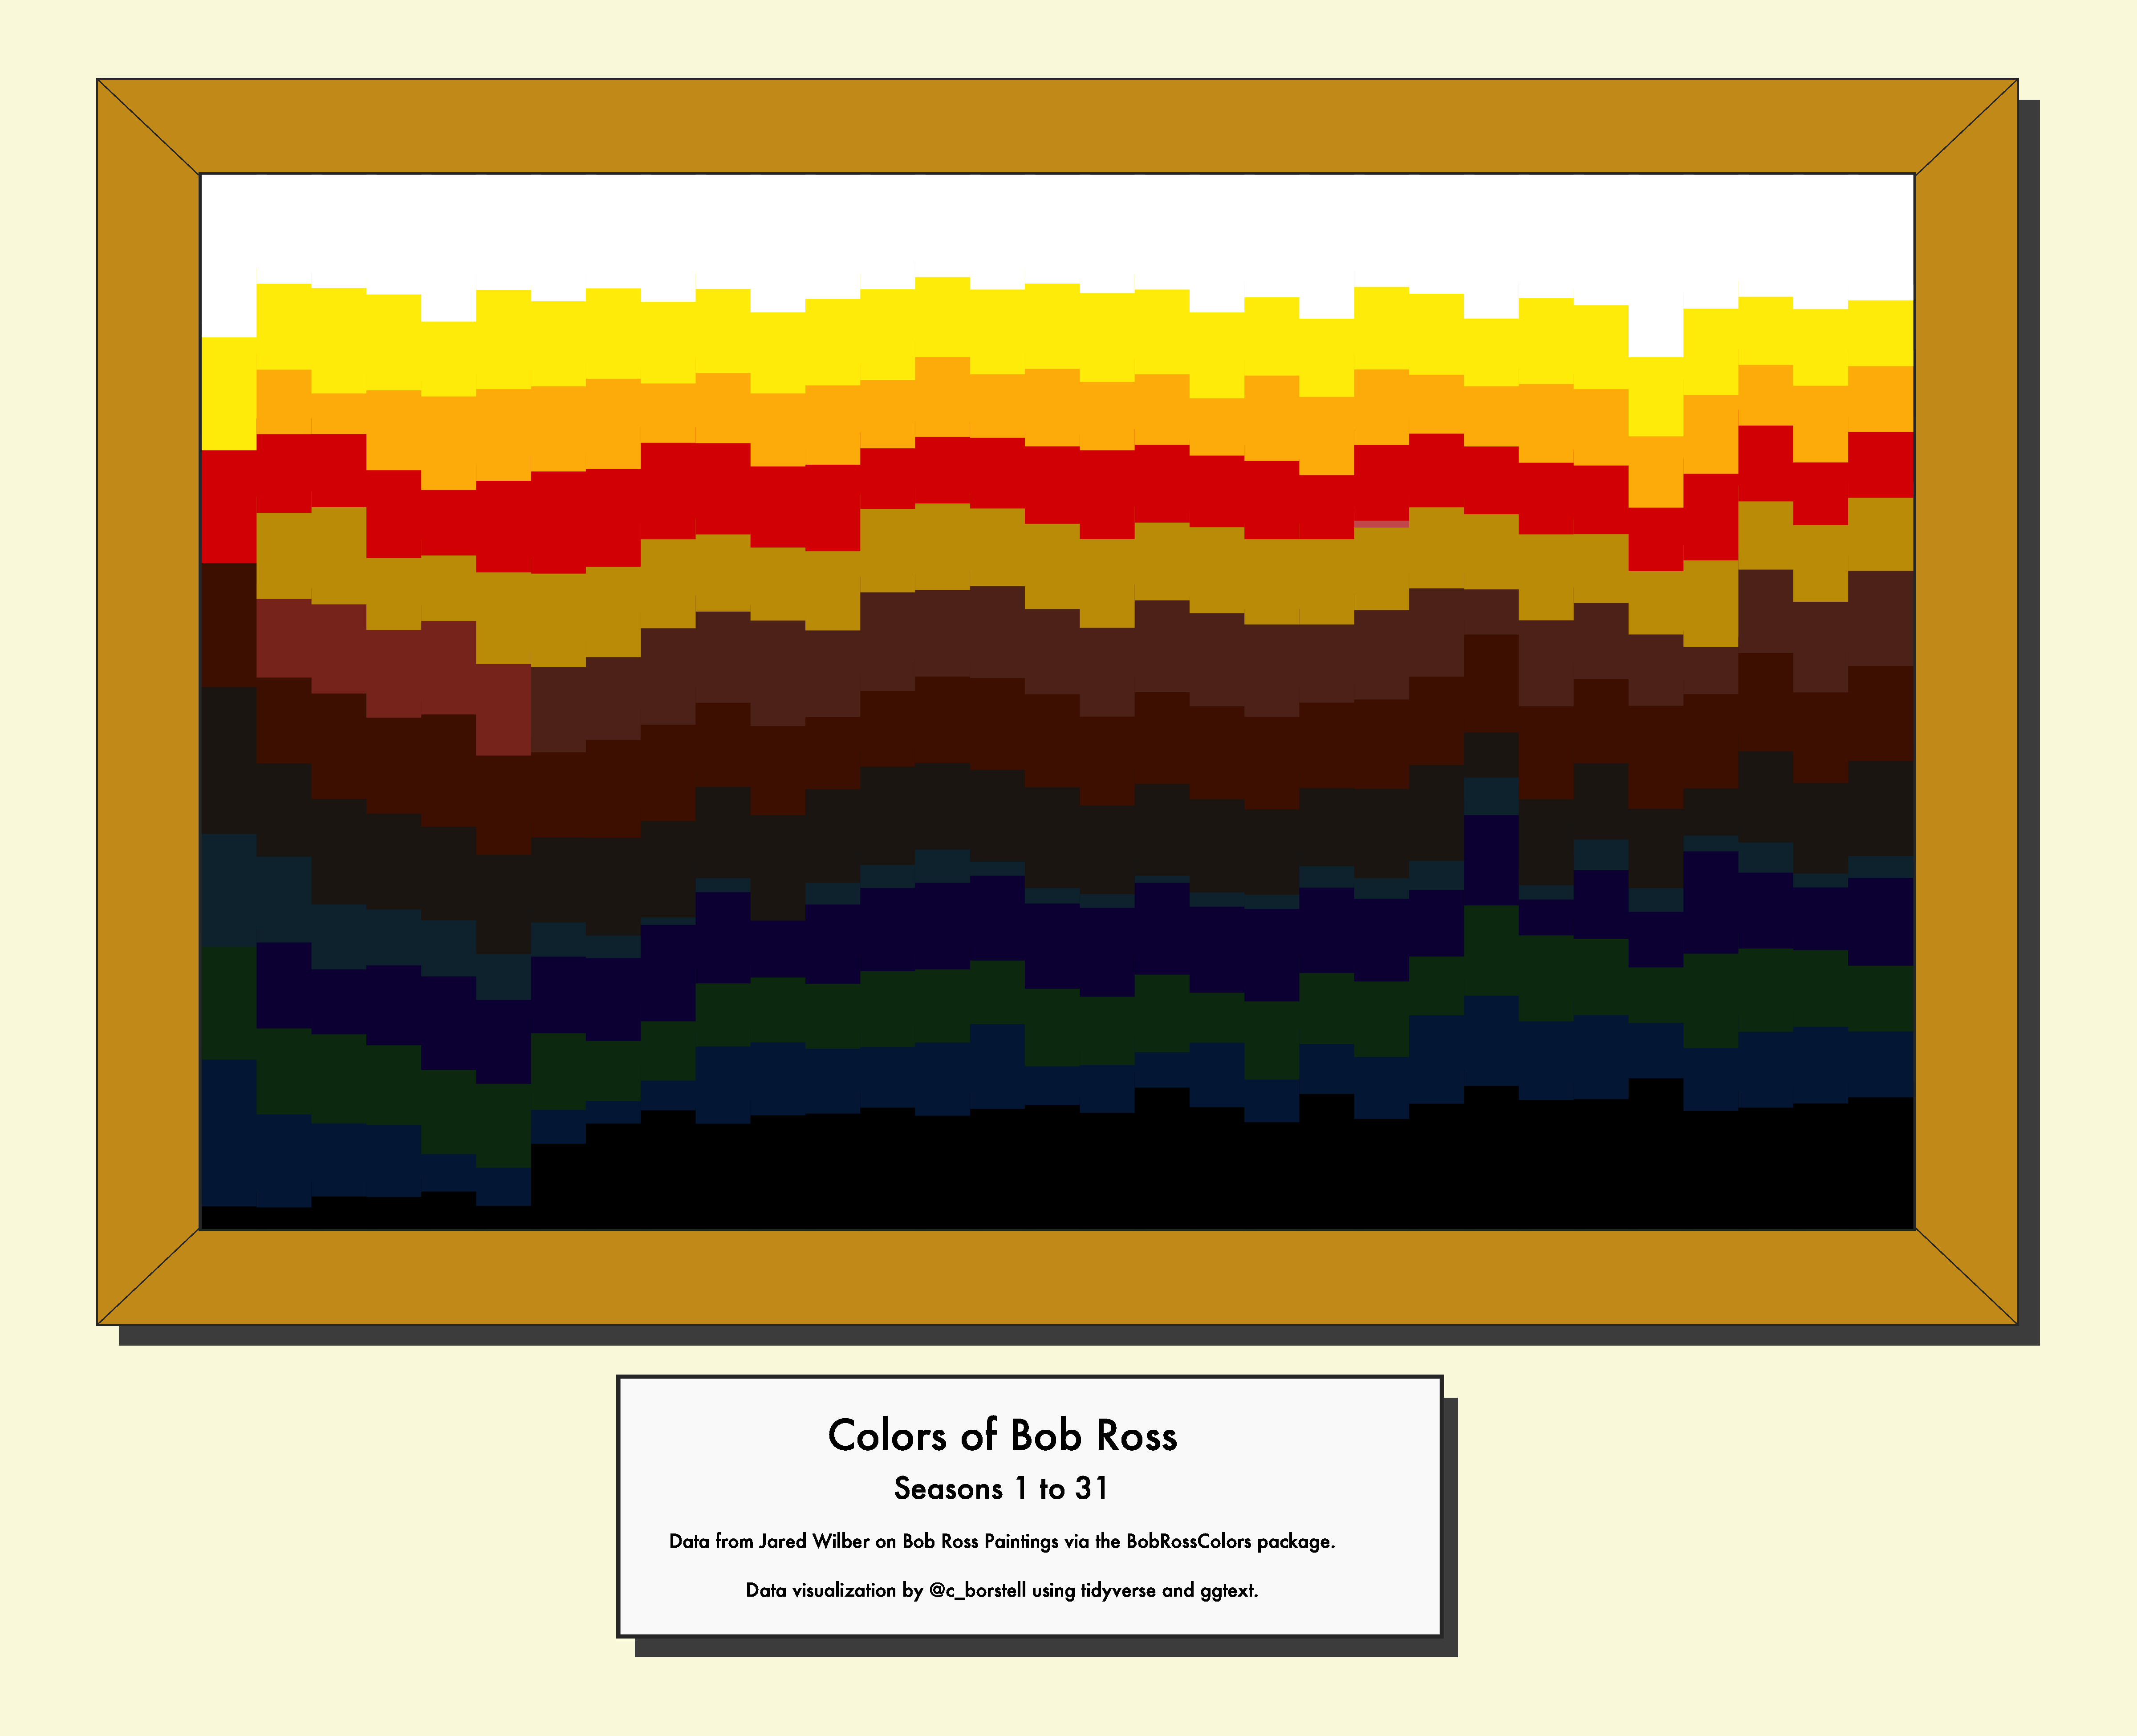 Colors of Bob Ross
Seasons 1 to 31
Data from Jared Wilber on Bob Ross Paintings via the BobRossColors package.
Data visualization by @c_borstell using tidyverse and ggtext.